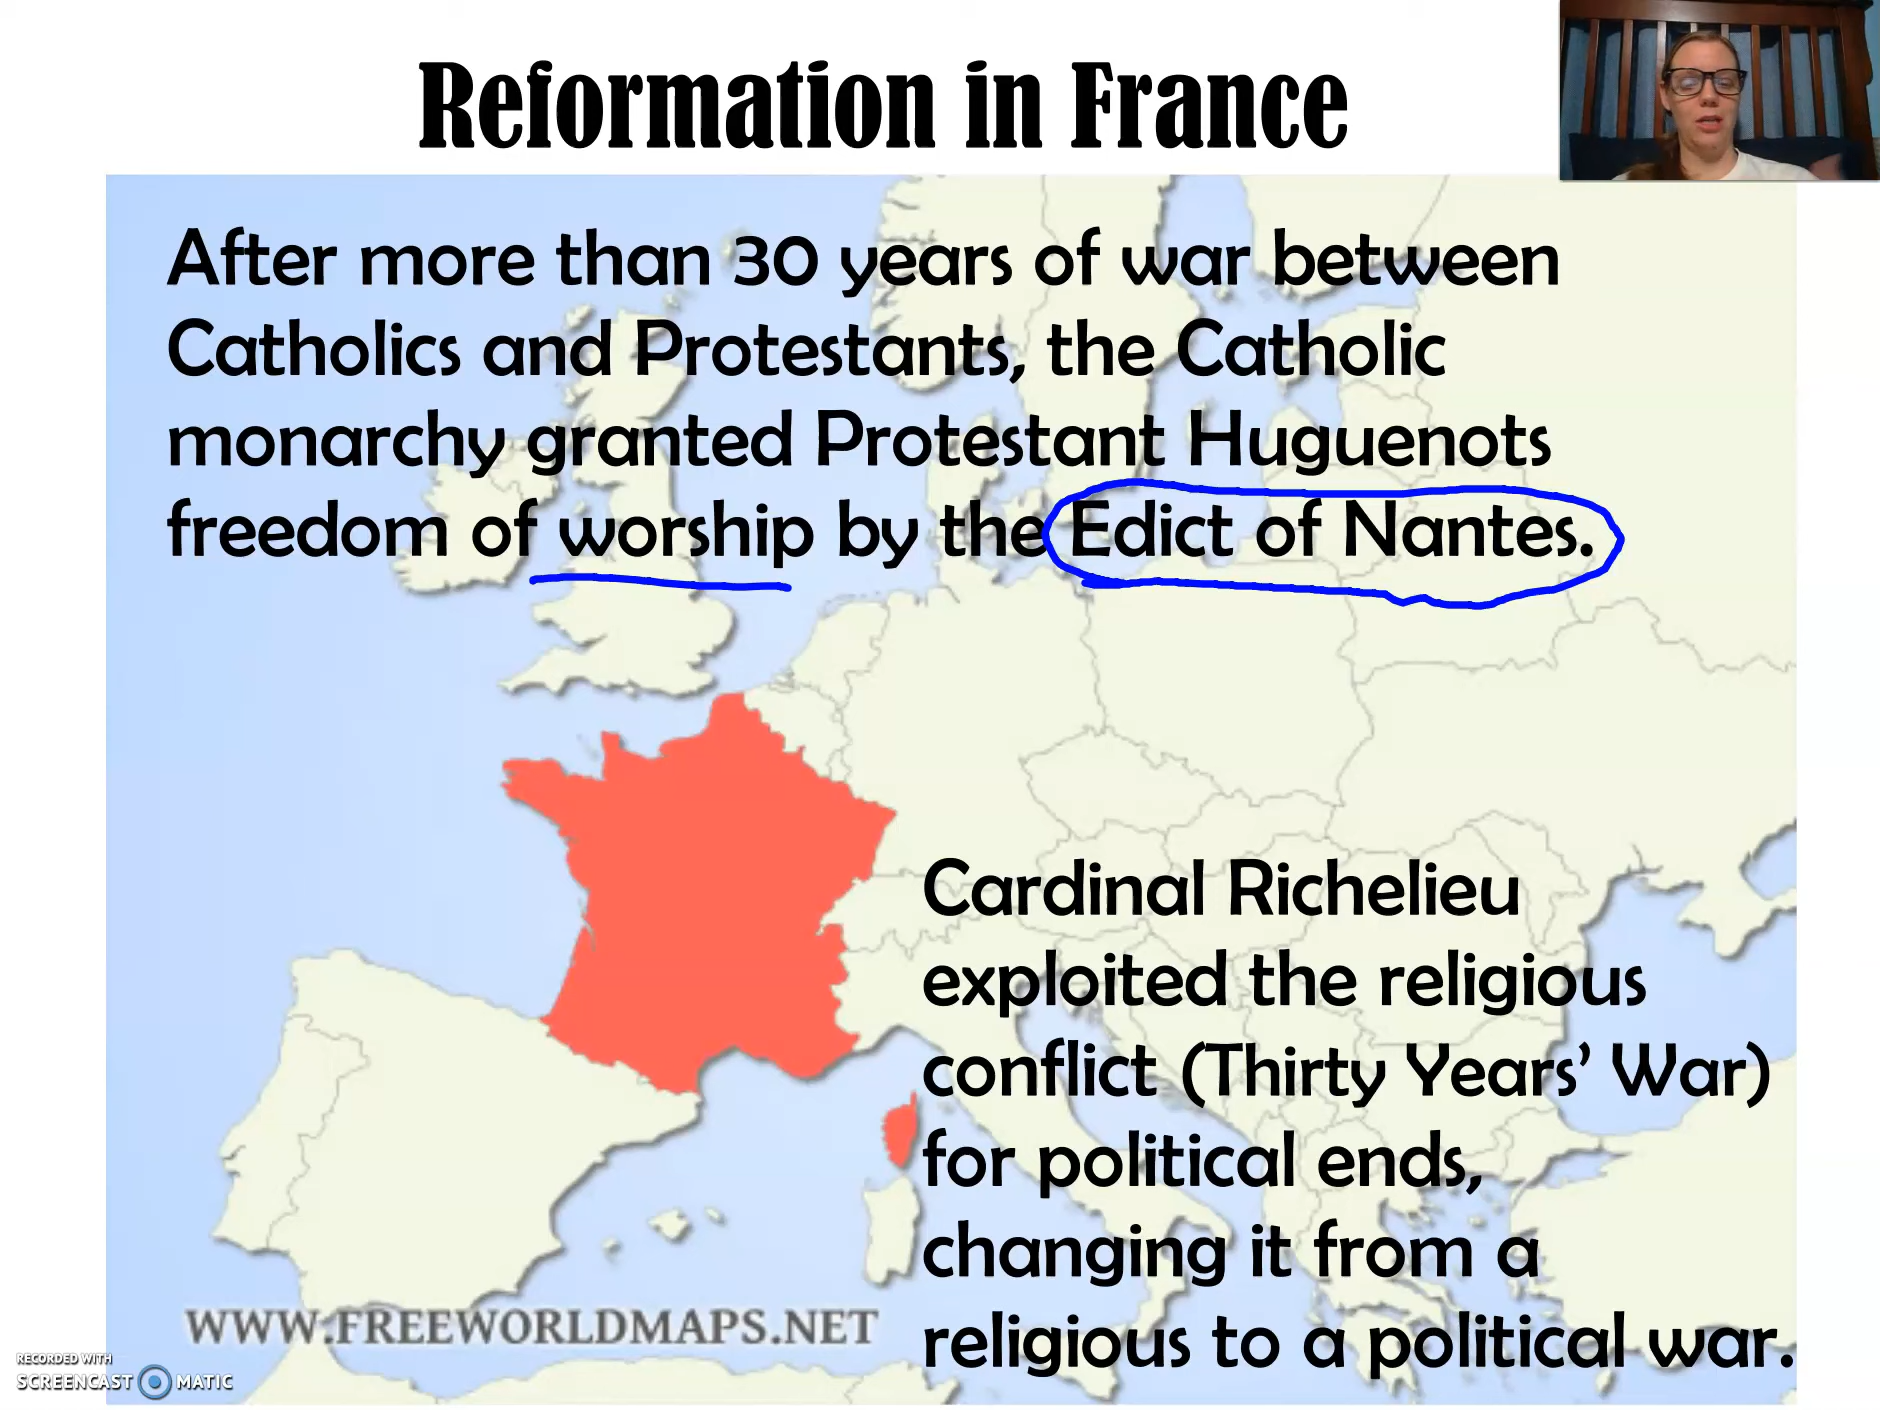 Reformation in France
After more than 30 years of war between
Catholics and Protestants, the Catholic
monarchy granted Protestant Huguenots
freedom of worship by the Edict of Nantes.
Cardinal Richelieu
exploited the religious
conflict (Thirty Years’ War)
for political ends,
changing it from a
religious to a political war.
WWW.FREEWORLDMAPS.NET
RECORDED WITH
SCREENCAST MATIC